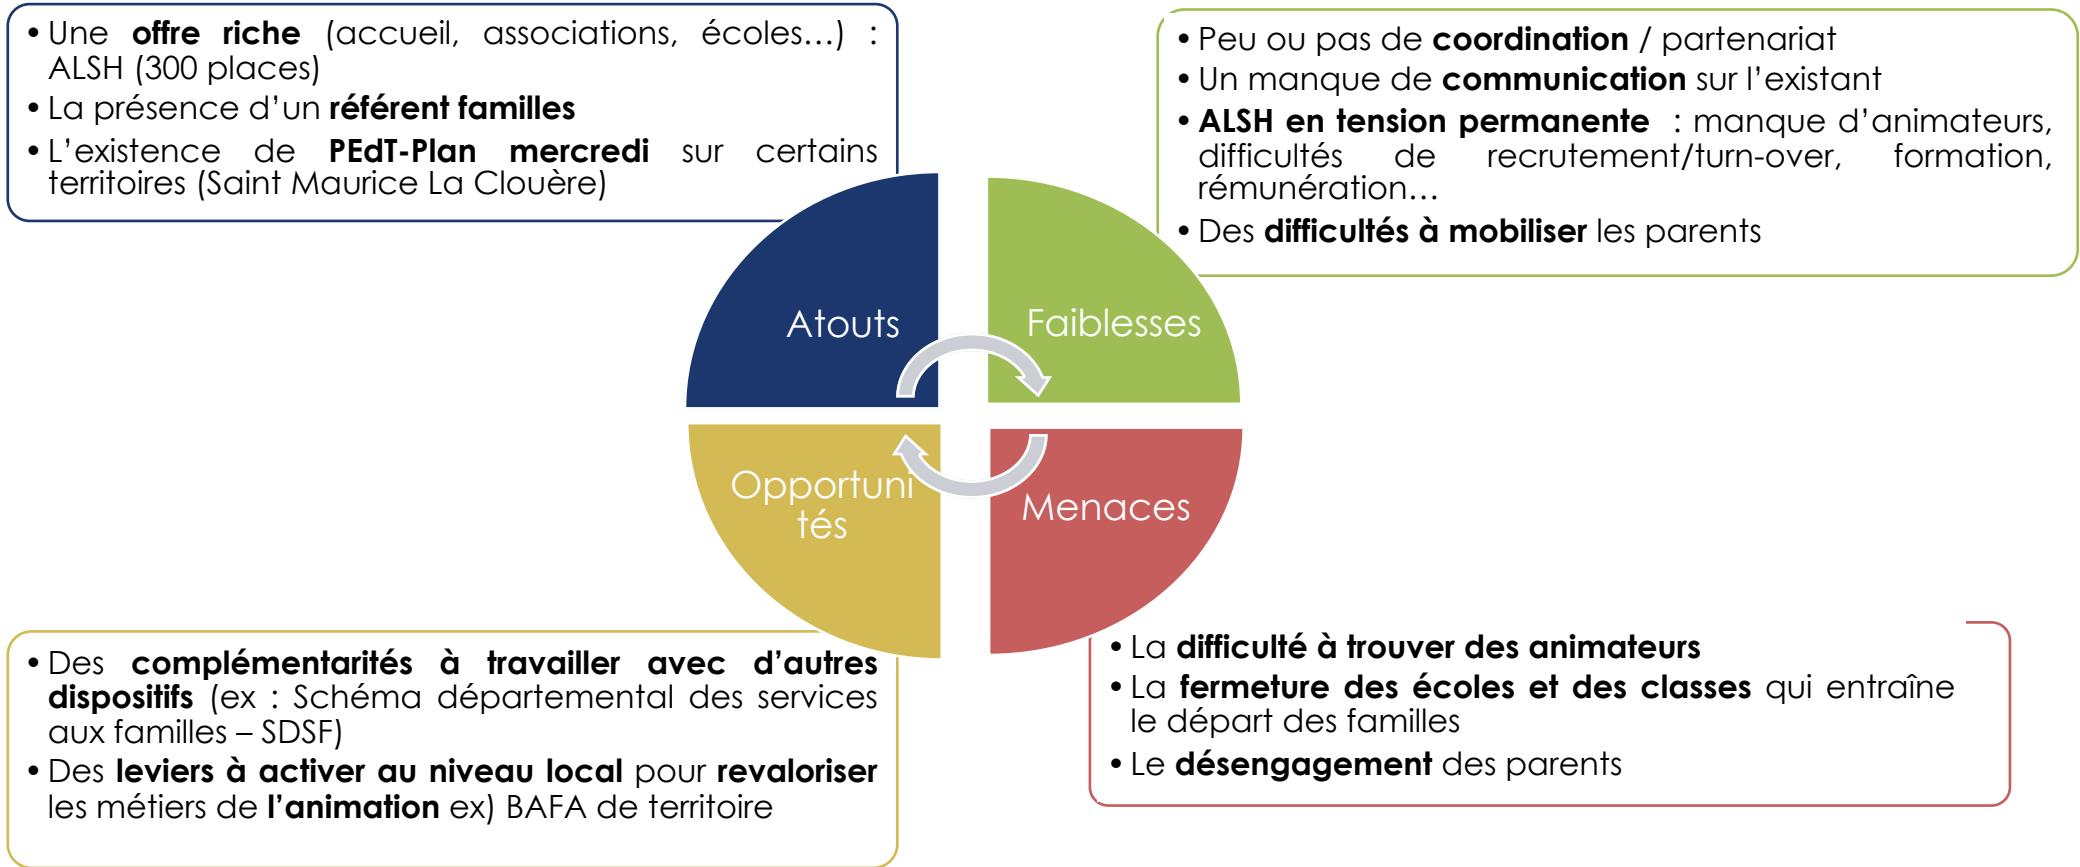 • Une offre riche (accueil, associations, écoles…) :
ALSH (300 places)
• La présence d’un référent familles
• L’existence de PEdT-Plan mercredi sur certains
territoires (Saint Maurice La Clouère)
• Peu ou pas de coordination / partenariat
• Un manque de communication sur l’existant
• ALSH en tension permanente : manque d’animateurs,
difficultés de recrutement/turn-over, formation,
rémunération…
• Des difficultés à mobiliser les parents
Atouts
Faiblesses
Opportuni
tés
Menaces
• Des complémentarités à travailler avec d’autres
dispositifs (ex : Schéma départemental des services
aux familles – SDSF)
• Des leviers à activer au niveau local pour revaloriser
les métiers de l’animation ex) BAFA de territoire
• La difficulté à trouver des animateurs
• La fermeture des écoles et des classes qui entraîne
le départ des familles
• Le désengagement des parents